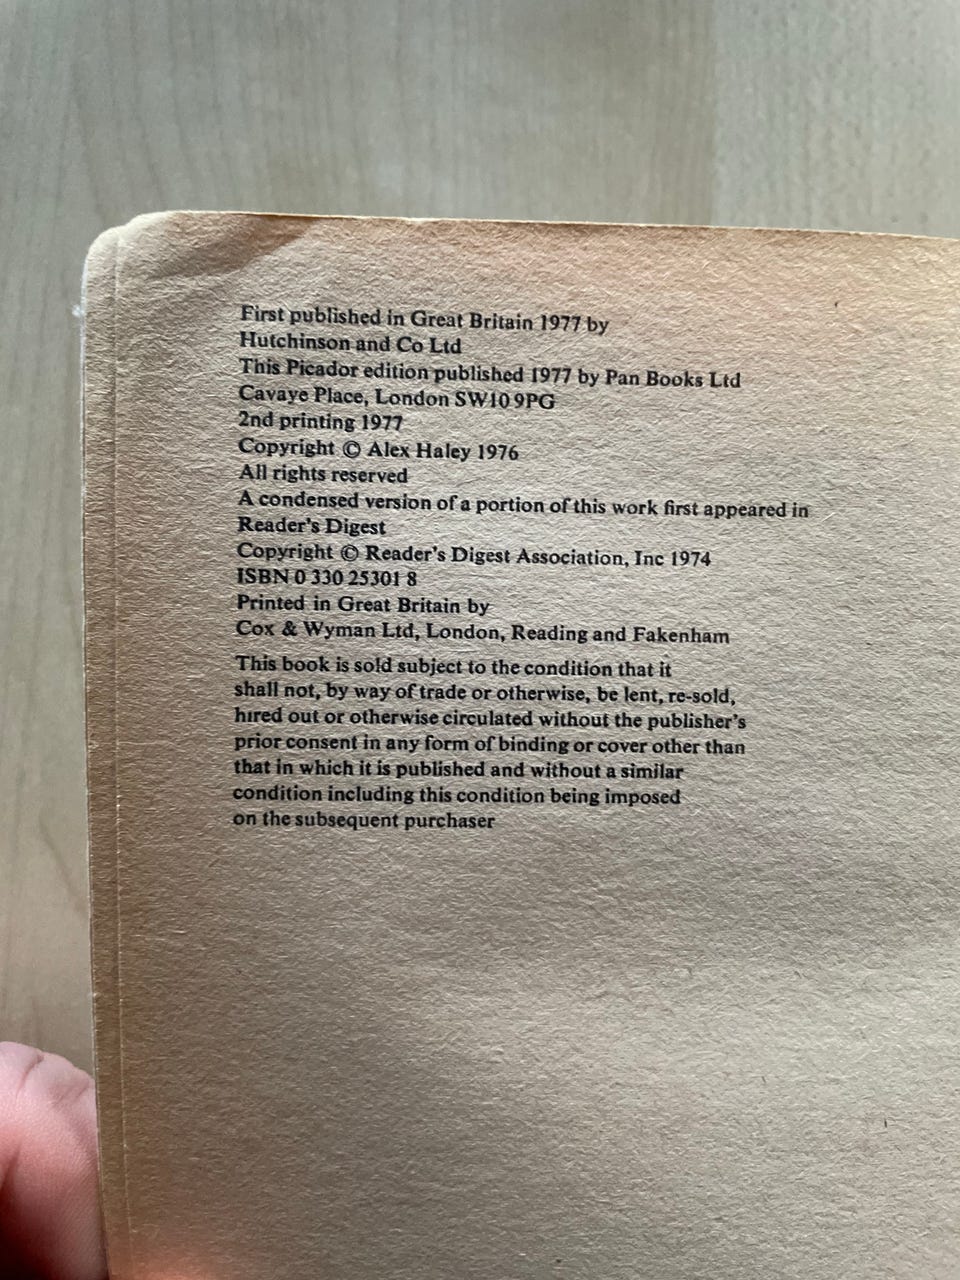 First published in Great Britain 1977 by
Hutchinson and Co Ltd
This Picador edition published 1977 by Pan Books Ltd
Cavaye Place, London SW10 9PG
2nd printing 1977
Copyright © Alex Haley 1976
All rights reserved
A condensed version of a portion of this work first appeared in
Reader's Digest
Copyright © Reader's Digest Association, Inc 1974
ISBN 0 330 25301 8
Printed in Great Britain by
Cox & Wyman Ltd, London, Reading and Fakenham
This book is sold subject to the condition that it
shall not, by way of trade or otherwise, be lent, re-sold,
hired out or otherwise circulated without the publisher's
prior consent in any form of binding or cover other than
that in which it is published and without a similar
condition including this condition being imposed
on the subsequent purchaser